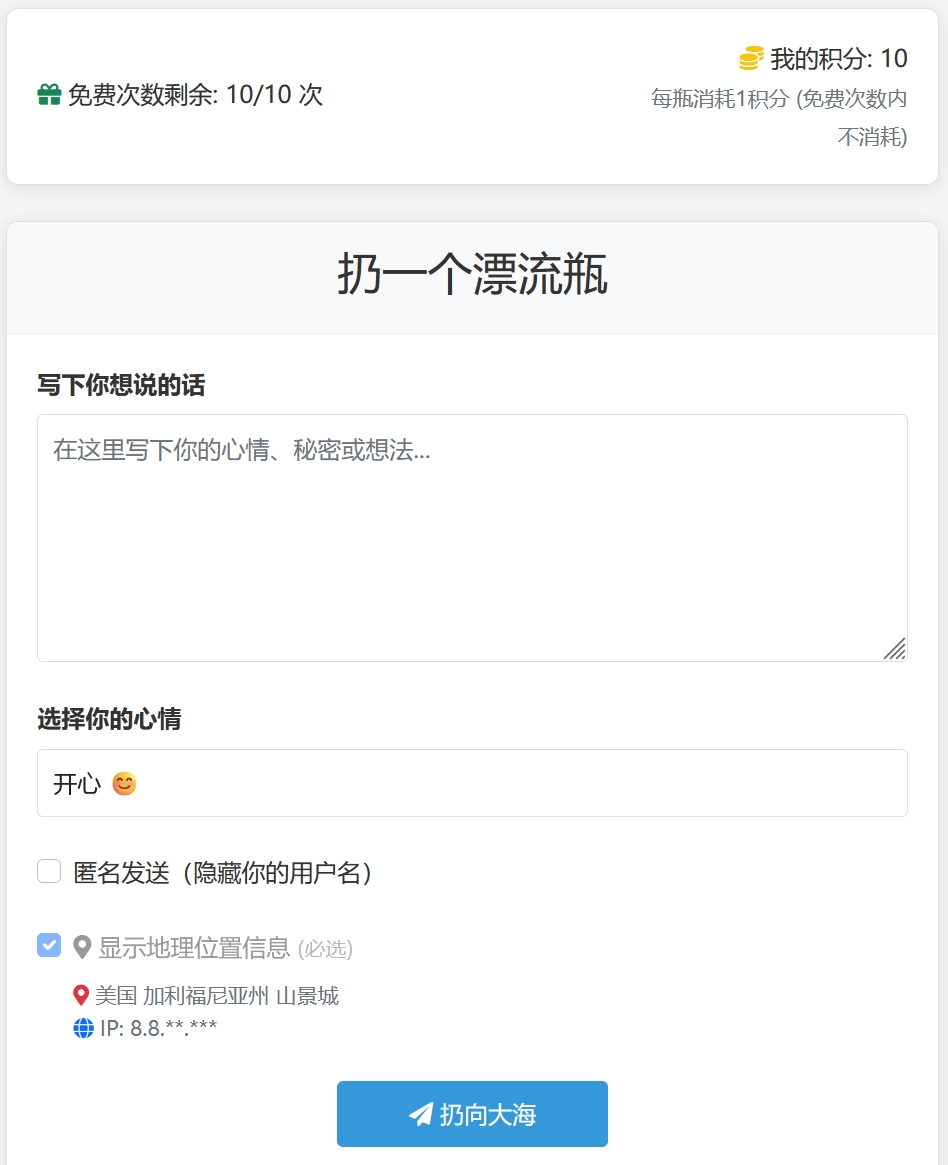 免费次数剩余: 10/10 次
我的积分: 10
每瓶消耗1积分 (免费次数内
不消耗)
扔一个漂流瓶
写下你想说的话
在这里写下你的心情、秘密或想法...
选择你的心情
开心 😊
匿名发送（隐藏你的用户名）
显示地理位置信息 (必选)
美国 加利福尼亚州 山景城
IP: 8.8.**.***
扔向大海